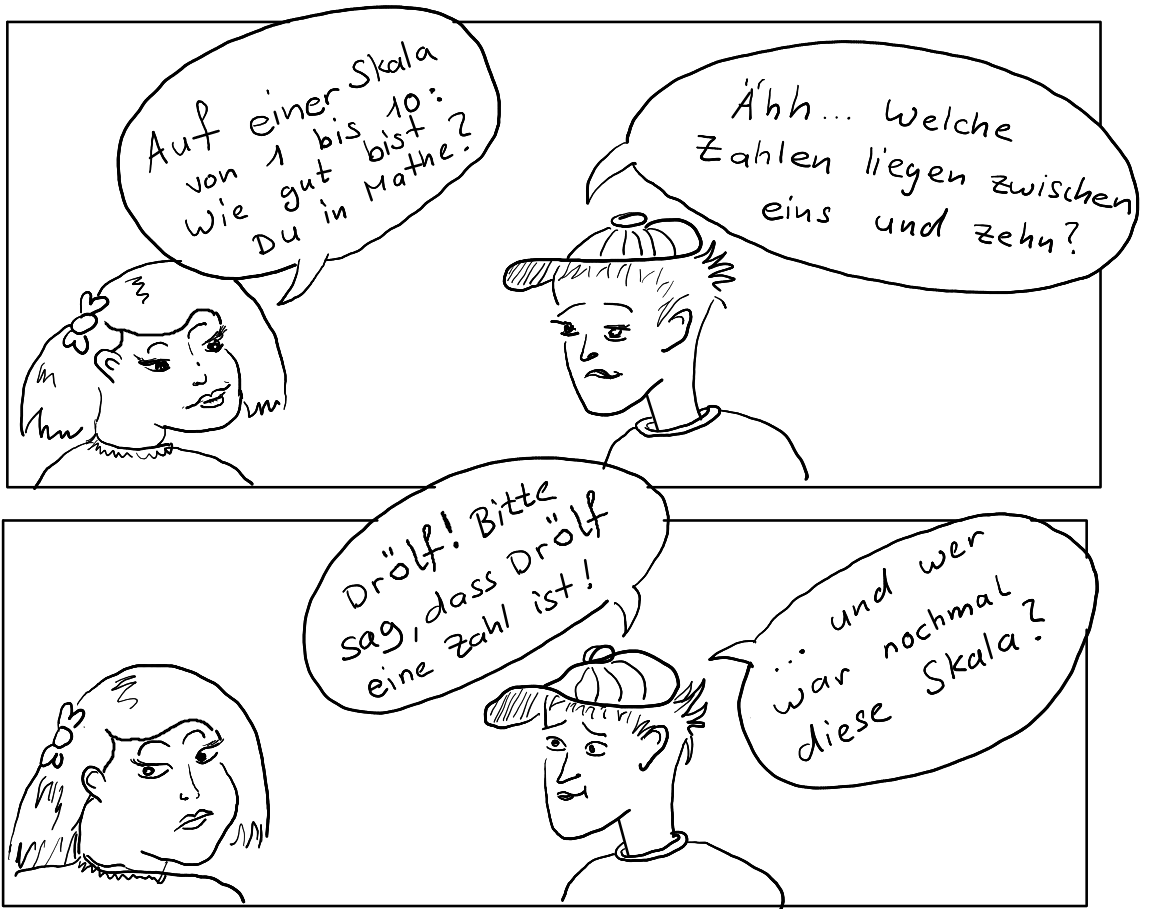 Auf einer Skala
von 1 bis 10:
Wie gut bist
Du in Mathe?
Ähh... Welche
Zahlen liegen zwischen
eins und zehn?
Drölf! Bitte
sag, dass Drölf
eine Zahl ist!
... und wer
war nochmal
diese Skala?